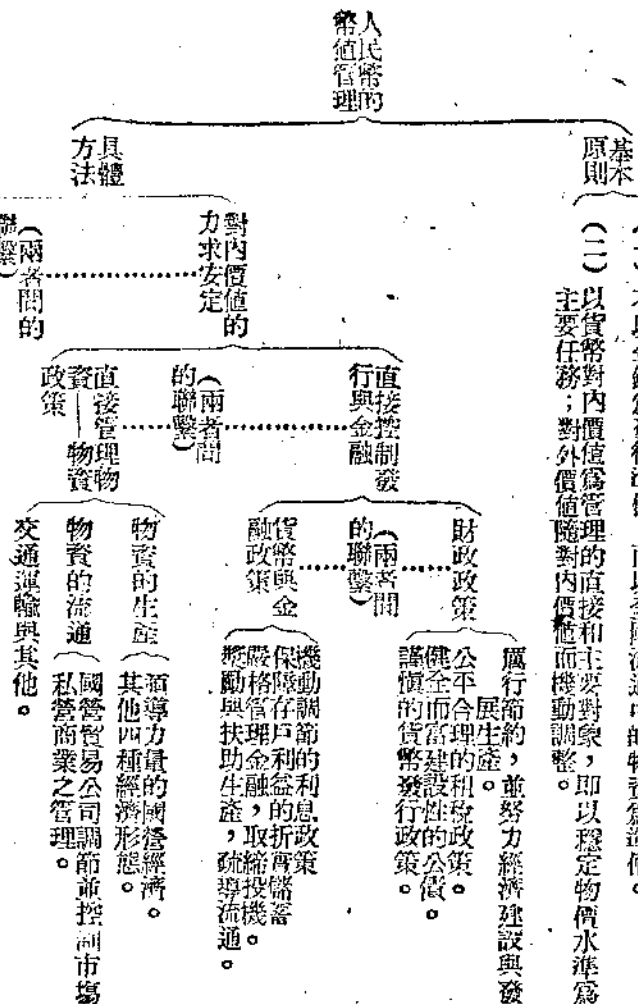 人民幣的
幣值管理
基本
原則
以貨幣對內價值爲管理的直接和主要對象，即以穩定物價水準爲
(二)
主要任務；對外價值隨對內價值而機動調整。
具體
方法
對內價值的
力求安定
(兩者間的
聯繫)
直接控制發
行與金融
(兩者間
的聯繫)
直接管理物
資——物資
政策
財政政策
厲行節約，並努力經濟建設與發
展生產。
公平合理的租稅政策。
健全而富建設性的公債。
謹慎的貨幣發行政策。
(兩者間
的聯繫)
貨幣與金
融政策
機動調節的利息政策
保障存戶利益的折實儲蓄
嚴格管理金融，取締投機。
獎勵與扶助生產，疏導流通。
物資的生產
領導力量的國營經濟。
其他四種經濟形態。
物資的流通
國營貿易公司調節並控制市場
私營商業之管理。
交通運輸與其他。